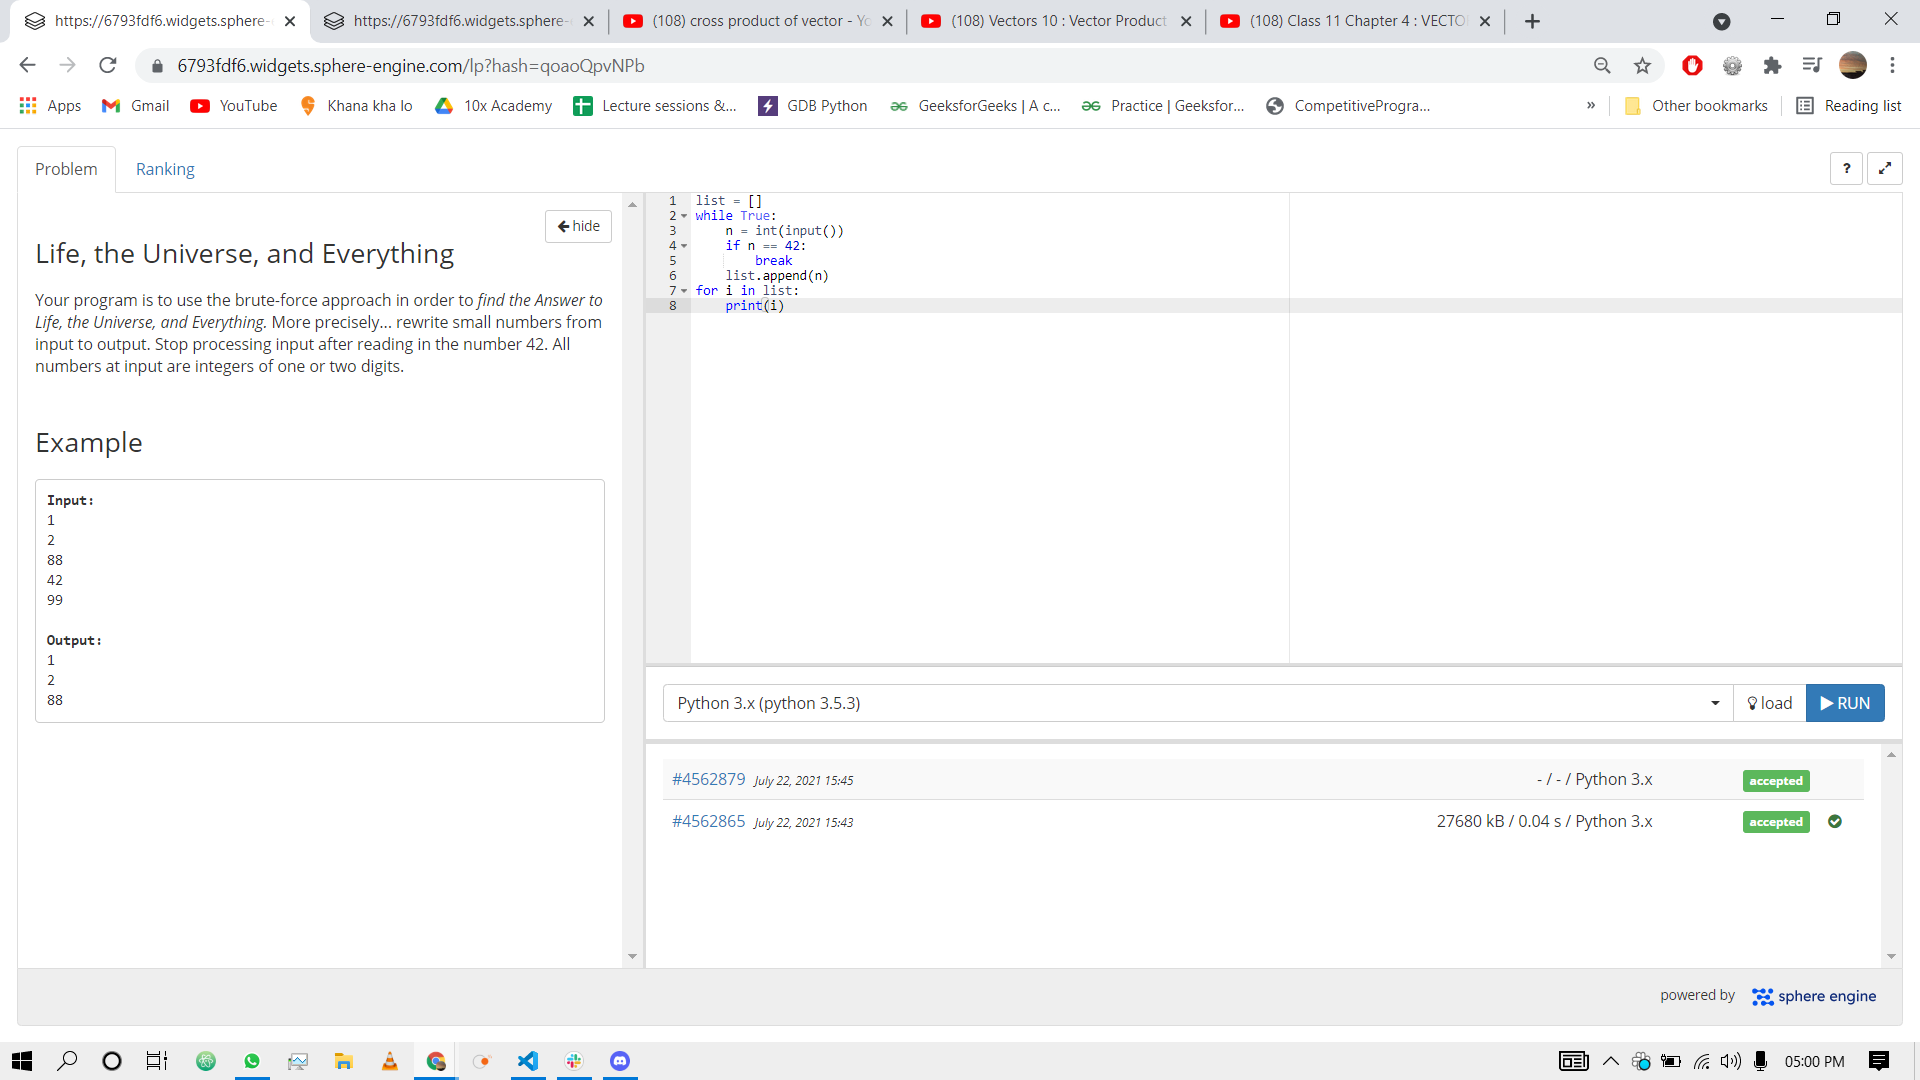 https://6793fdf6.widgets.sphere-
https://6793fdf6.widgets.sphere-
(108) cross product of vector - Yo
(108) Vectors 10 : Vector Product
(108) Class 11 Chapter 4 : VECTO
6793fdf6.widgets.sphere-engine.com/lp?hash=qoaoQpvNPb
Apps
Gmail
YouTube
Khana kha lo
10x Academy
Lecture sessions &...
GDB Python
GeeksforGeeks | A c...
Practice | Geeksfor...
CompetitiveProgra...
»
Other bookmarks
Reading list
Problem
Ranking
?
hide
Life, the Universe, and Everything
Your program is to use the brute-force approach in order to find the Answer to
Life, the Universe, and Everything. More precisely... rewrite small numbers from
input to output. Stop processing input after reading in the number 42. All
numbers at input are integers of one or two digits.
Example
Input:
1
2
88
42
99
Output:
1
2
88
1 list = []
2 while True:
3 n = int(input())
4 if n == 42:
5 break
6 list.append(n)
7 for i in list:
8 print(i)
Python 3.x (python 3.5.3)
load
RUN
#4562879 July 22, 2021 15:45 - / - / Python 3.x accepted
#4562865 July 22, 2021 15:43 27680 kB / 0.04 s / Python 3.x accepted
powered by sphere engine
05:00 PM